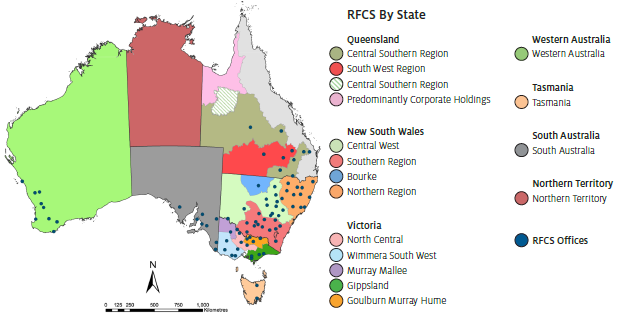 RFCS By State
Queensland
Central Southern Region
South West Region
Central Southern Region
Predominantly Corporate Holdings
New South Wales
Central West
Southern Region
Bourke
Northern Region
Victoria
North Central
Wimmera South West
Murray Mallee
Gippsland
Goulburn Murray Hume
Western Australia
Western Australia
Tasmania
Tasmania
South Australia
South Australia
Northern Territory
Northern Territory
RFCS Offices
N
0 125 250 500 750 1,000
Kilometres